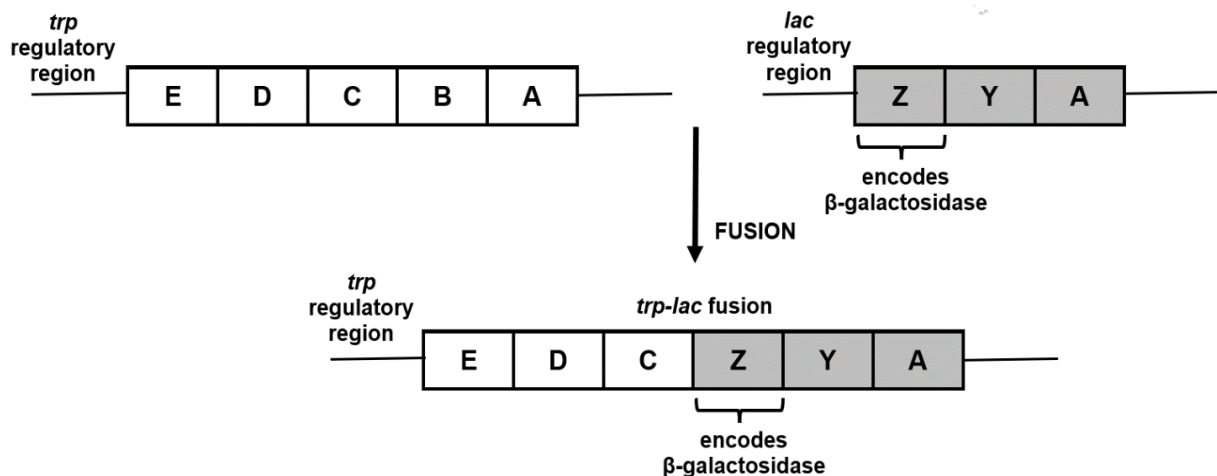 trp
regulatory
region
E D C B A
lac
regulatory
region
Z Y A
encodes
β-galactosidase
FUSION
trp
regulatory
region
trp-lac fusion
E D C Z Y A
encodes
β-galactosidase